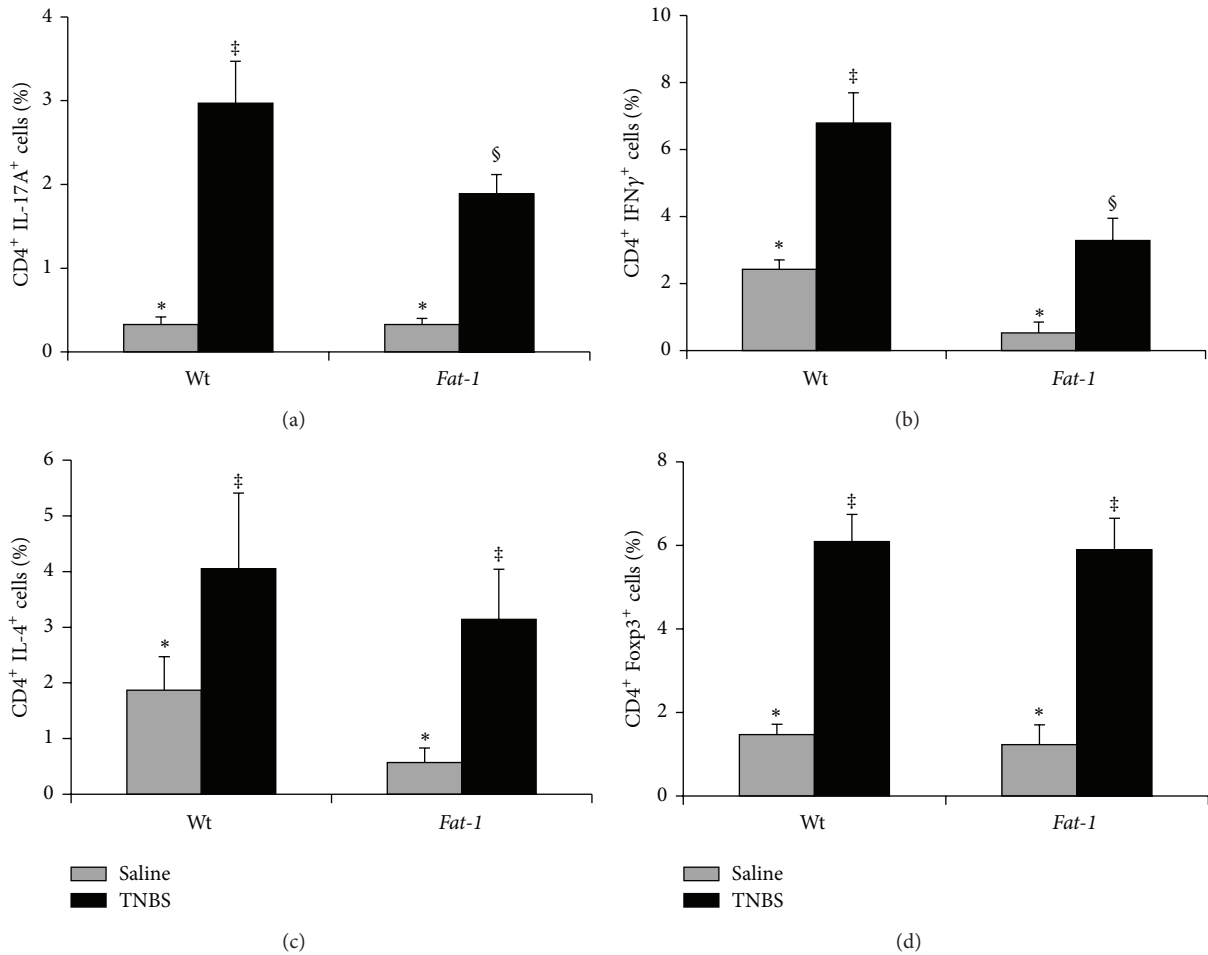 CD4⁺ IL-17A⁺ cells (%)
4
3
2
1
0
‡
§
*
*
Wt
Fat-1
(a)
CD4⁺ IFNγ⁺ cells (%)
10
8
6
4
2
0
‡
§
*
*
Wt
Fat-1
(b)
CD4⁺ IL-4⁺ cells (%)
6
5
4
3
2
1
0
‡
‡
*
*
Wt
Fat-1
Saline
TNBS
(c)
CD4⁺ Foxp3⁺ cells (%)
8
6
4
2
0
‡
‡
*
*
Wt
Fat-1
Saline
TNBS
(d)